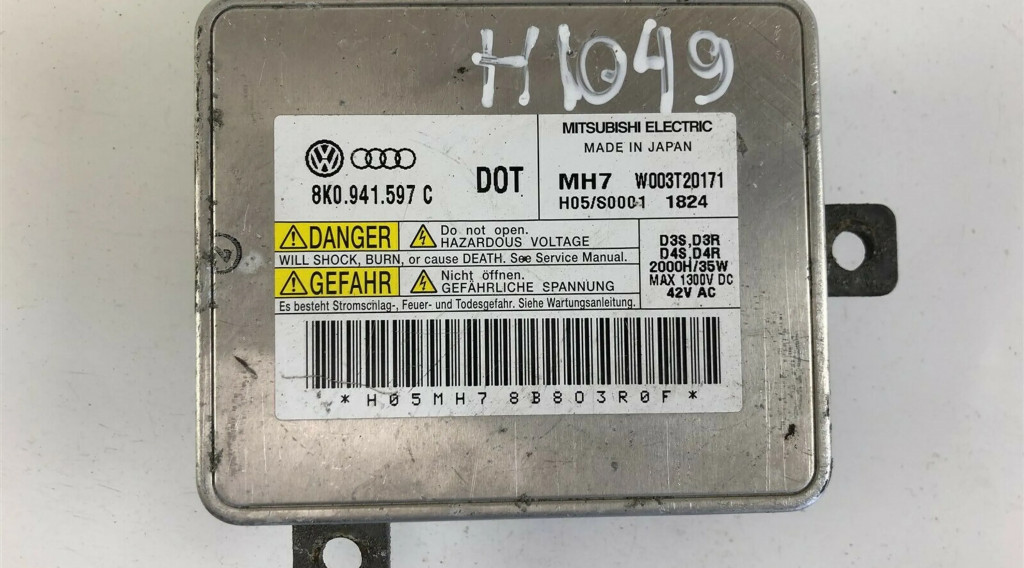 H1049
MITSUBISHI ELECTRIC
MADE IN JAPAN
8K0.941.597 C
DOT
MH7 W003T20171
H05/S0001 1824
DANGER
Do not open.
HAZARDOUS VOLTAGE
WILL SHOCK, BURN, or cause DEATH. See Service Manual.
GEFAHR
Nicht öffnen.
GEFÄHRLICHE SPANNUNG
Es besteht Stromschlag-, Feuer- und Todesgefahr. Siehe Wartungsanleitung.
D3S,D3R
D4S,D4R
2000H/35W
MAX 1300V DC
42V AC
*H05MH78B803R0F*